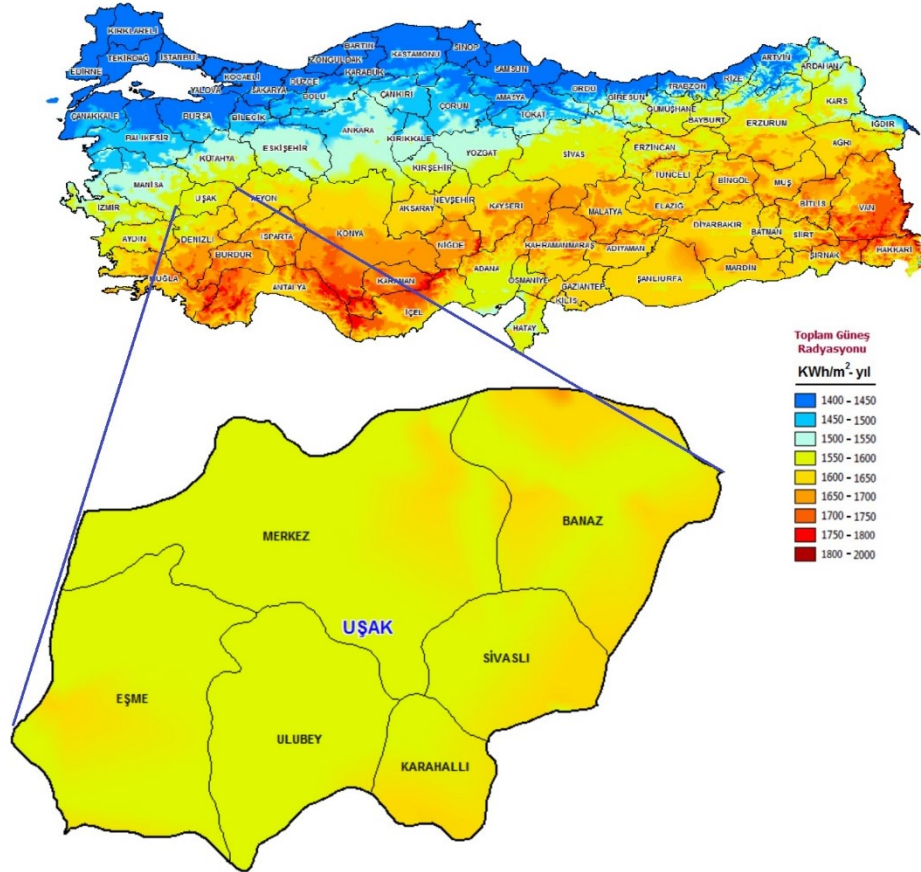 KIRKLARELİ
TEKİRDAĞ
İSTANBUL
EDİRNE
KOCAELİ
YALOVA
SAKARYA
DÜZCE
ZONGULDAK
BARTIN
KARABÜK
KASTAMONU
SİNOP
SAMSUN
BOLU
ÇANKIRI
ÇORUM
AMASYA
TOKAT
ORDU
GİRESUN
TRABZON
RİZE
ARTVİN
ARDAHAN
GÜMÜŞHANE
BAYBURT
KARS
ERZURUM
IĞDIR
ÇANAKKALE
BALIKESİR
BURSA
BİLECİK
ESKİŞEHİR
KÜTAHYA
ANKARA
KIRIKKALE
KIRŞEHİR
YOZGAT
SİVAS
ERZİNCAN
TUNCELİ
BİNGÖL
MUŞ
AĞRI
MANİSA
İZMİR
UŞAK
AFYON
AKSARAY
NEVŞEHİR
KAYSERİ
MALATYA
ELAZIĞ
DİYARBAKIR
BATMAN
BİTLİS
SİİRT
VAN
HAKKARİ
ŞIRNAK
AYDIN
DENİZLİ
ISPARTA
BURDUR
KONYA
NİĞDE
KAHRAMANMARAŞ
ADIYAMAN
ŞANLIURFA
MARDİN
MUĞLA
ANTALYA
KARAMAN
İÇEL
ADANA
OSMANİYE
GAZİANTEP
KİLİS
HATAY
Toplam Güneş
Radyasyonu
KWh/m²- yıl
1400 - 1450
1450 - 1500
1500 - 1550
1550 - 1600
1600 - 1650
1650 - 1700
1700 - 1750
1750 - 1800
1800 - 2000
MERKEZ
BANAZ
UŞAK
SİVASLI
EŞME
ULUBEY
KARAHALLI